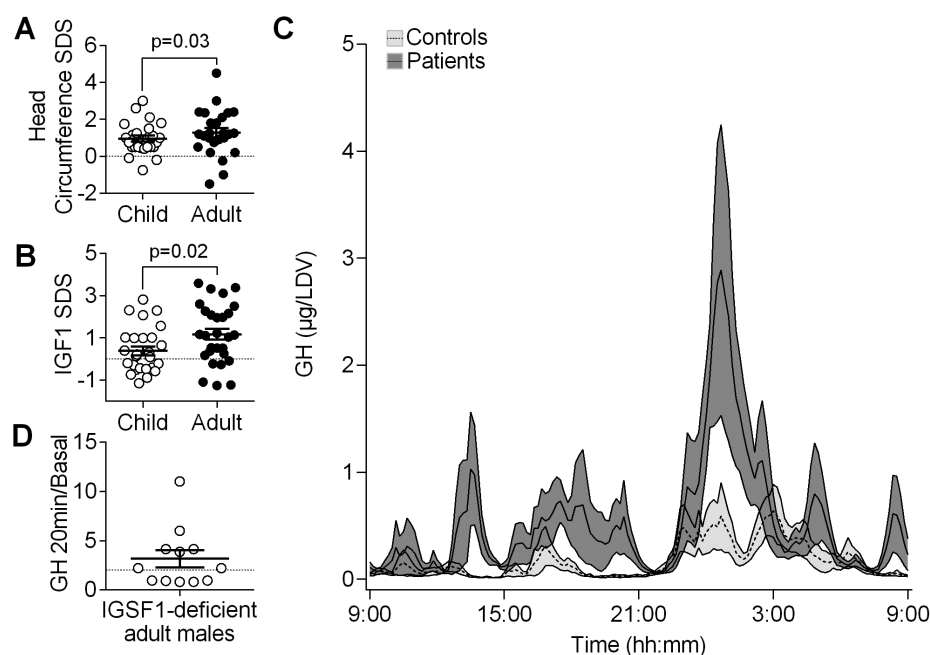 A
Head
Circumference SDS
6
4
2
0
-2
p=0.03
Child
Adult
B
IGF1 SDS
5
3
1
-1
p=0.02
Child
Adult
D
GH 20min/Basal
15
10
5
0
IGSF1-deficient
adult males
C
Controls
Patients
GH (µg/LDV)
5
4
3
2
1
0
9:00
15:00
21:00
3:00
9:00
Time (hh:mm)